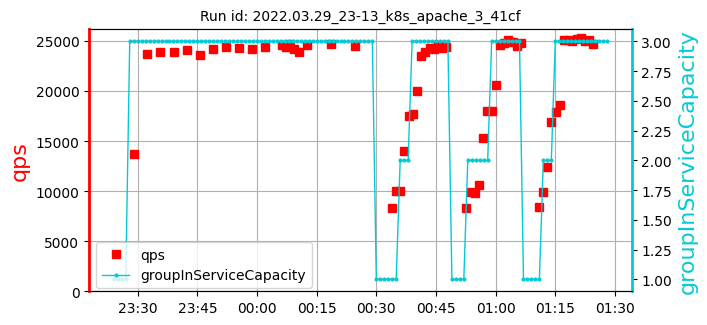 Run id: 2022.03.29_23-13_k8s_apache_3_41cf
qps
25000
20000
15000
10000
5000
0
3.00
2.75
2.50
2.25
2.00
1.75
1.50
1.25
1.00
groupInServiceCapacity
qps
groupInServiceCapacity
23:30 23:45 00:00 00:15 00:30 00:45 01:00 01:15 01:30